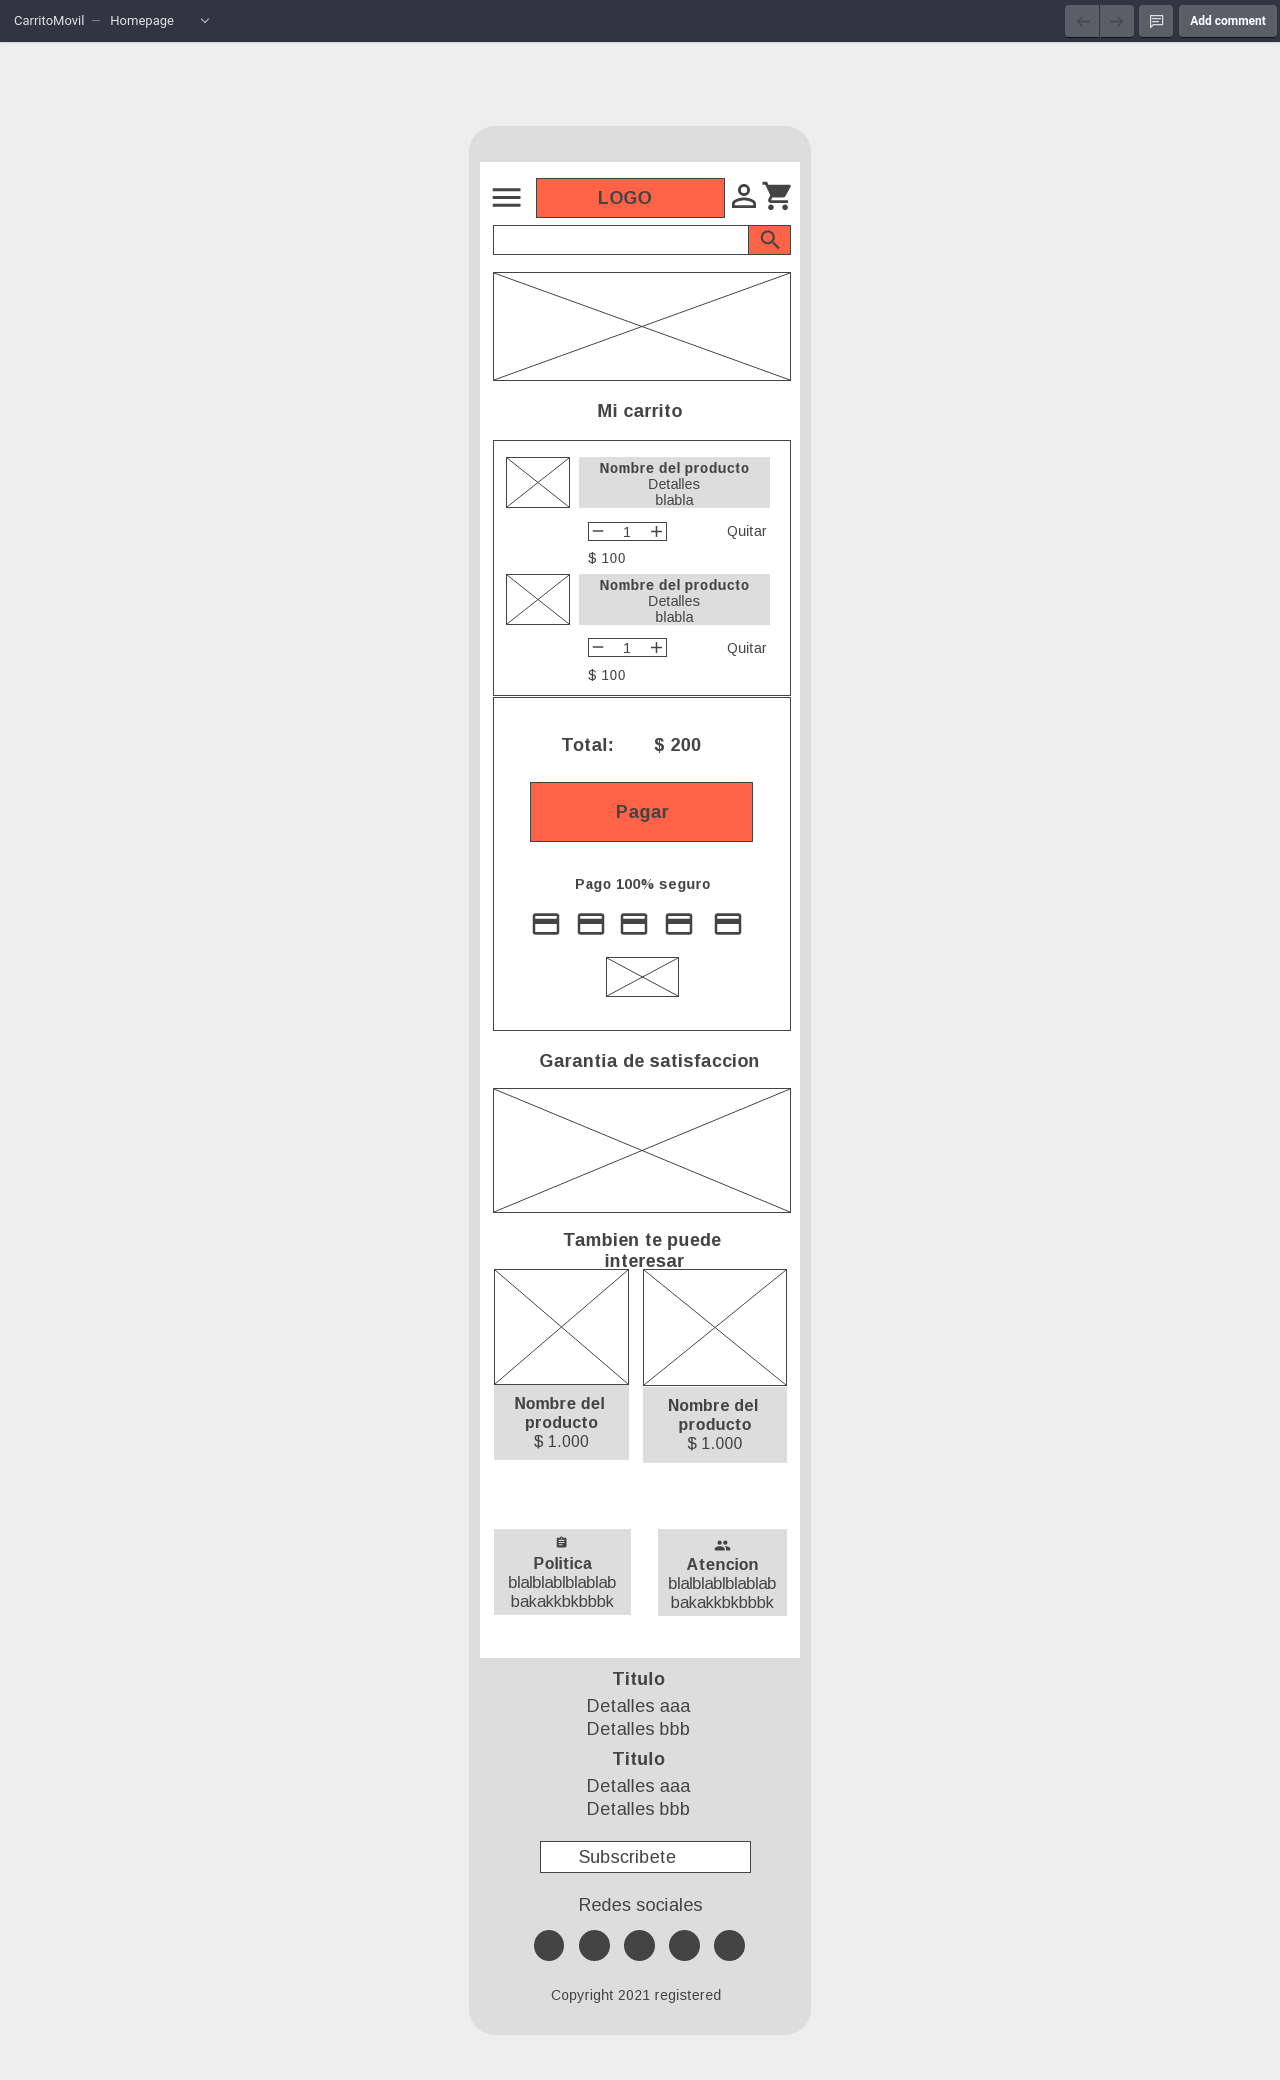 CarritoMovil — Homepage
Add comment
LOGO
Mi carrito
Nombre del producto
Detalles
blabla
1
Quitar
$ 100
Nombre del producto
Detalles
blabla
1
Quitar
$ 100
Total: $ 200
Pagar
Pago 100% seguro
Garantia de satisfaccion
Tambien te puede
interesar
Nombre del
producto
$ 1.000
Nombre del
producto
$ 1.000
Politica
blalblablblablab
bakakkbkbbbk
Atencion
blalblablblablab
bakakkbkbbbk
Titulo
Detalles aaa
Detalles bbb
Titulo
Detalles aaa
Detalles bbb
Subscribete
Redes sociales
Copyright 2021 registered